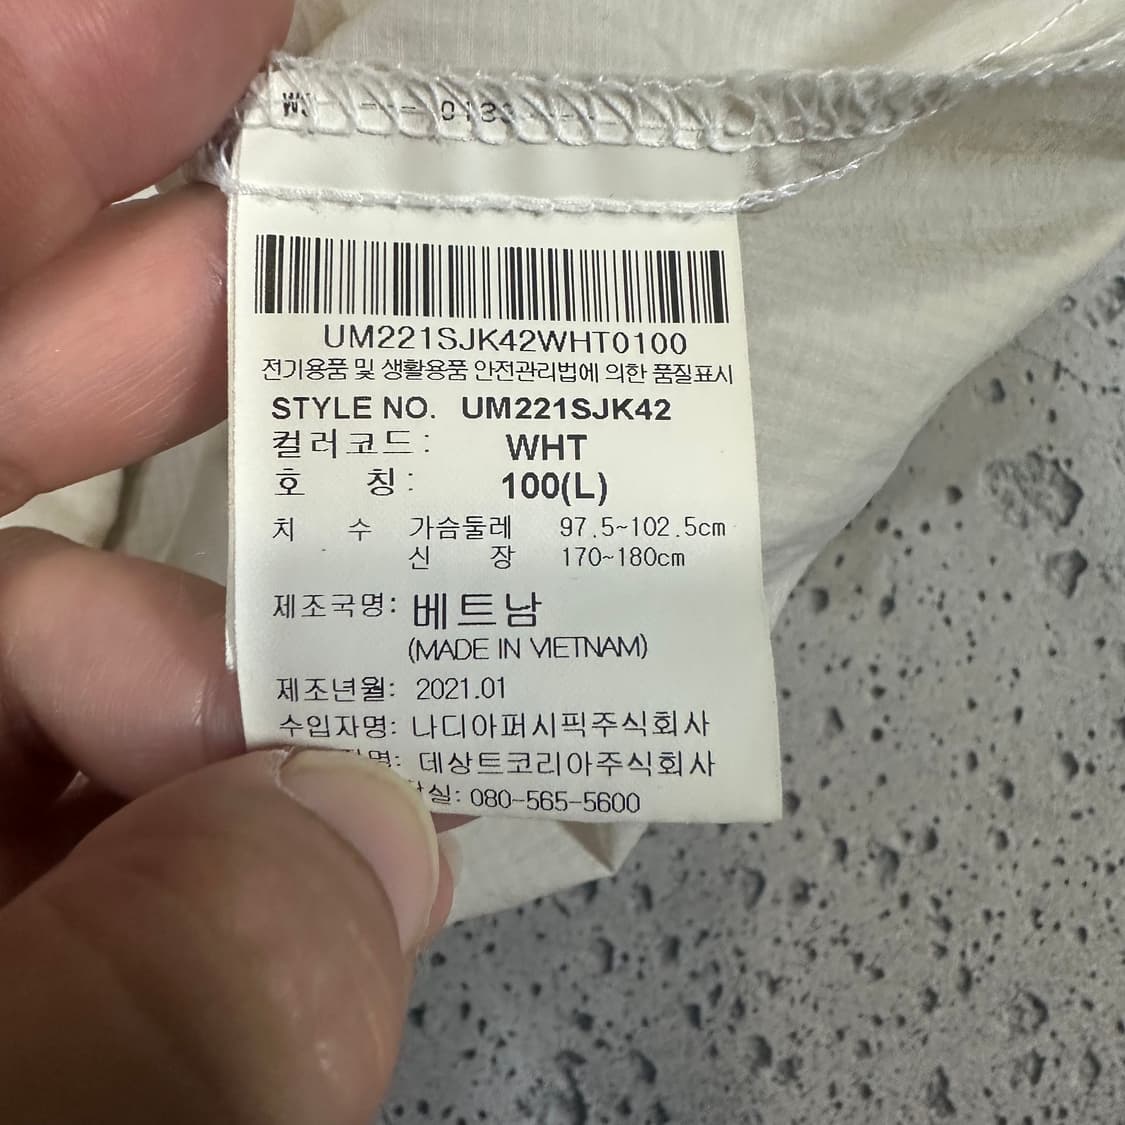 0183
UM221SJK42WHT0100
전기용품 및 생활용품 안전관리법에 의한 품질표시
STYLE NO. UM221SJK42
컬러코드: WHT
호 칭: 100(L)
치 수 가슴둘레 97.5~102.5cm
신 장 170~180cm
제조국명: 베트남
(MADE IN VIETNAM)
제조년월: 2021.01
수입자명: 나디아퍼시픽주식회사
데상트코리아주식회사
080-565-5600